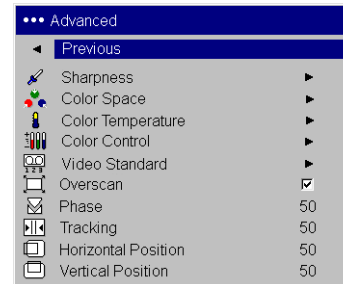 ••• Advanced
Previous
Sharpness
Color Space
Color Temperature
Color Control
Video Standard
Overscan
Phase 50
Tracking 50
Horizontal Position 50
Vertical Position 50